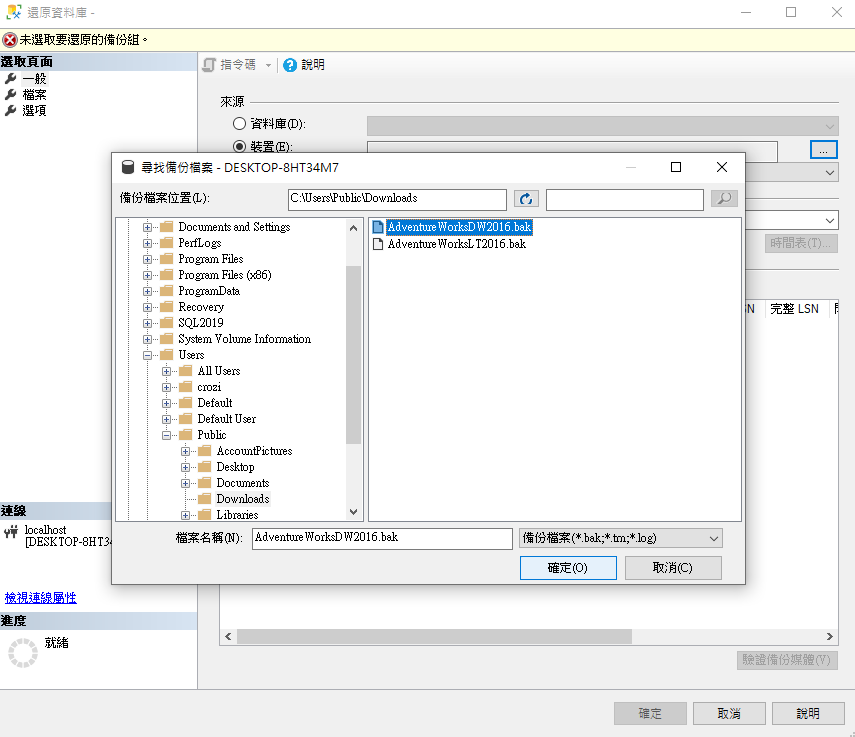 還原資料庫 -
未選取要還原的備份組。
選取頁面
一般
檔案
選項
指令碼
說明
來源
資料庫(D):
裝置(E):
...
尋找備份檔案 - DESKTOP-8HT34M7
備份檔案位置(L):
C:\Users\Public\Downloads
Documents and Settings
PerfLogs
Program Files
Program Files (x86)
ProgramData
Recovery
SQL2019
System Volume Information
Users
All Users
crozi
Default
Default User
Public
AccountPictures
Desktop
Documents
Downloads
Libraries
AdventureWorksDW2016.bak
AdventureWorksLT2016.bak
檔案名稱(N):
AdventureWorksDW2016.bak
備份檔案(*.bak;*.trn;*.log)
確定(O)
取消(C)
時間表(T)...
完整 LSN
連線
localhost
[DESKTOP-8HT34
檢視連線屬性
進度
就緒
驗證備份媒體(V)
確定
取消
說明